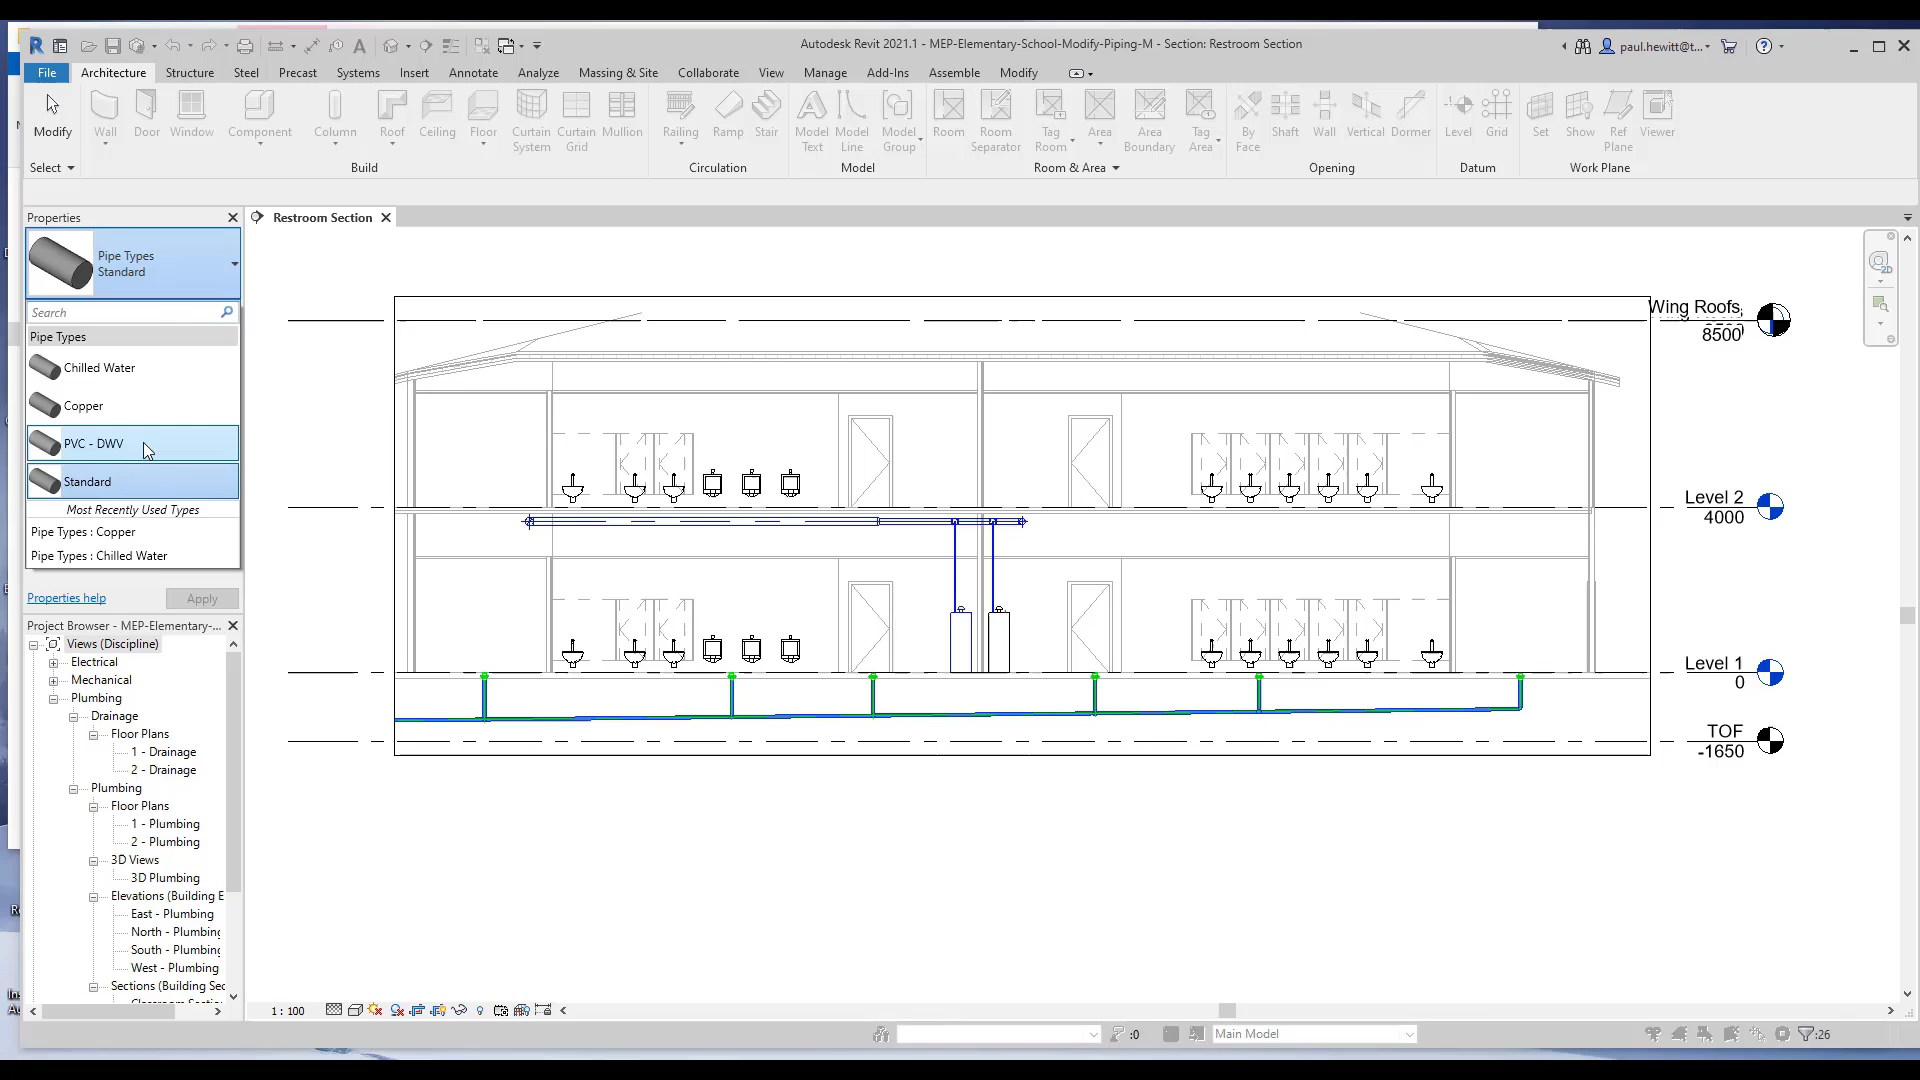 Autodesk Revit 2021.1 - MEP-Elementary-School-Modify-Piping-M - Section: Restroom Section
paul.hewitt@t...
File Architecture Structure Steel Precast Systems Insert Annotate Analyze Massing & Site Collaborate View Manage Add-Ins Assemble Modify
Modify Wall Door Window Component Column Roof Ceiling Floor Curtain System Curtain Grid Mullion Railing Ramp Stair Model Text Model Line Model Group Room Room Separator Tag Room Area Area Boundary Tag Area By Face Shaft Wall Vertical Dormer Level Grid Set Show Ref Plane Viewer
Select Build Circulation Model Room & Area Opening Datum Work Plane
Properties
Restroom Section
Pipe Types
Standard
Search
Pipe Types
Chilled Water
Copper
PVC - DWV
Standard
Most Recently Used Types
Pipe Types : Copper
Pipe Types : Chilled Water
Properties help Apply
Project Browser - MEP-Elementary-...
Views (Discipline)
Electrical
Mechanical
Plumbing
Drainage
Floor Plans
1 - Drainage
2 - Drainage
Plumbing
Floor Plans
1 - Plumbing
2 - Plumbing
3D Views
3D Plumbing
Elevations (Building E
East - Plumbing
North - Plumbing
South - Plumbing
West - Plumbing
Sections (Building Sec
Wing Roofs
8500
Level 2
4000
Level 1
0
TOF
-1650
2D
1 : 100
:0
Main Model
:26